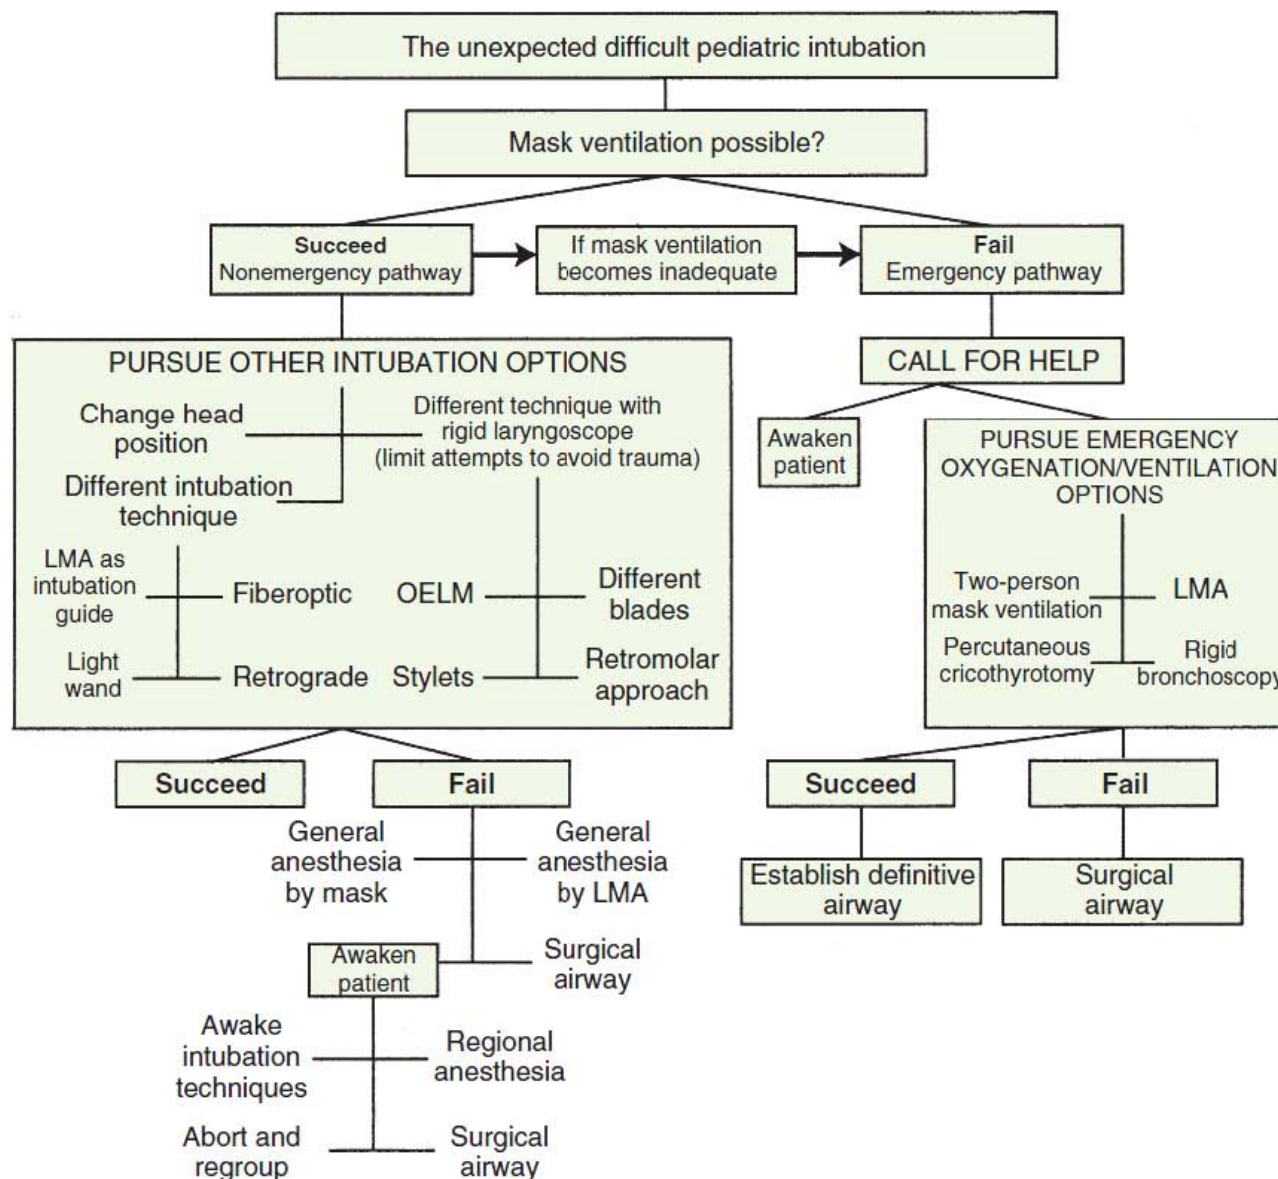 The unexpected difficult pediatric intubation
Mask ventilation possible?
Succeed
Nonemergency pathway
If mask ventilation
becomes inadequate
Fail
Emergency pathway
PURSUE OTHER INTUBATION OPTIONS
Change head
position
Different technique with
rigid laryngoscope
(limit attempts to avoid trauma)
Different intubation
technique
LMA as
intubation
guide
Fiberoptic
OELM
Different
blades
Light
wand
Retrograde
Stylets
Retromolar
approach
CALL FOR HELP
Awaken
patient
PURSUE EMERGENCY
OXYGENATION/VENTILATION
OPTIONS
Two-person
mask ventilation
LMA
Percutaneous
cricothyrotomy
Rigid
bronchoscopy
Succeed
Fail
General
anesthesia
by mask
General
anesthesia
by LMA
Awaken
patient
Surgical
airway
Awake
intubation
techniques
Regional
anesthesia
Abort and
regroup
Surgical
airway
Succeed
Fail
Establish definitive
airway
Surgical
airway